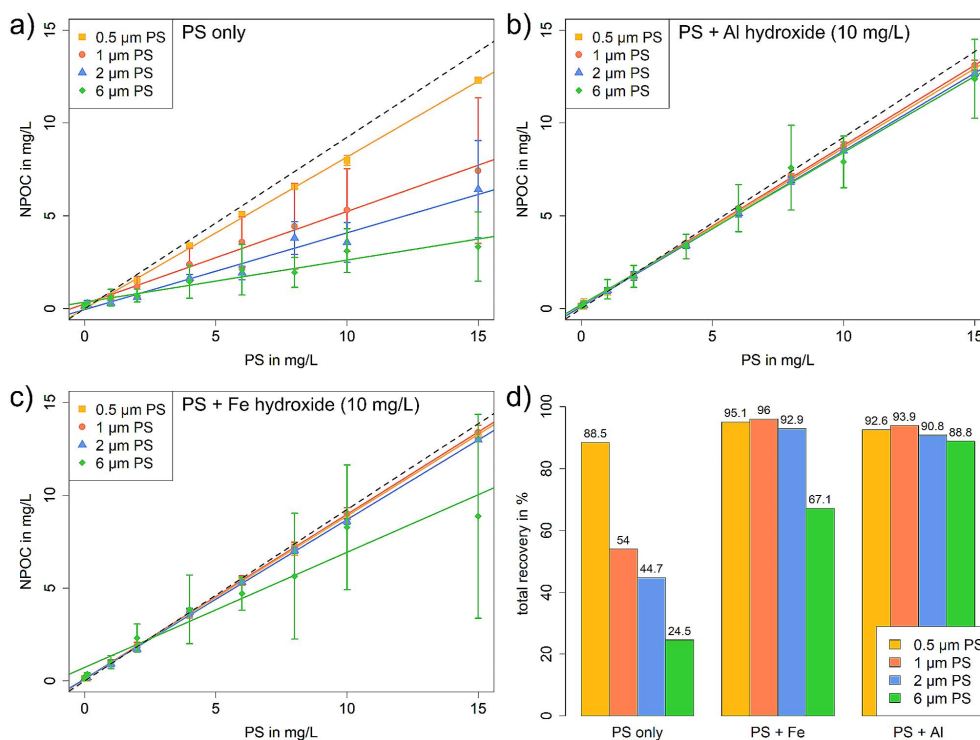 a)
PS only
0.5 µm PS
1 µm PS
2 µm PS
6 µm PS
NPOC in mg/L
15
10
5
0
0
5
10
15
PS in mg/L
b)
PS + Al hydroxide (10 mg/L)
0.5 µm PS
1 µm PS
2 µm PS
6 µm PS
NPOC in mg/L
15
10
5
0
0
5
10
15
PS in mg/L
c)
PS + Fe hydroxide (10 mg/L)
0.5 µm PS
1 µm PS
2 µm PS
6 µm PS
NPOC in mg/L
15
10
5
0
0
5
10
15
PS in mg/L
d)
total recovery in %
100
80
60
40
20
0
88.5
54
44.7
24.5
95.1
96
92.9
67.1
92.6
93.9
90.8
88.8
0.5 µm PS
1 µm PS
2 µm PS
6 µm PS
PS only
PS + Fe
PS + Al